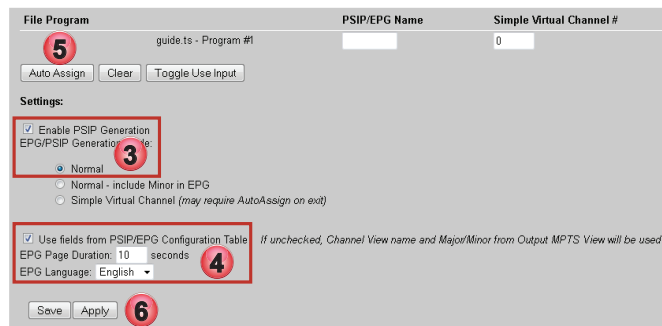 File Program PSIP/EPG Name Simple Virtual Channel #
5 guide.ts - Program #1 0
Auto Assign Clear Toggle Use Input
Settings:
Enable PSIP Generation
EPG/PSIP Generation de:
3
Normal
Normal - include Minor in EPG
Simple Virtual Channel (may require AutoAssign on exit)
Use fields from PSIP/EPG Configuration Table If unchecked, Channel View name and Major/Minor from Output MPTS View will be used
EPG Page Duration: 10 seconds
4
EPG Language: English
Save Apply 6